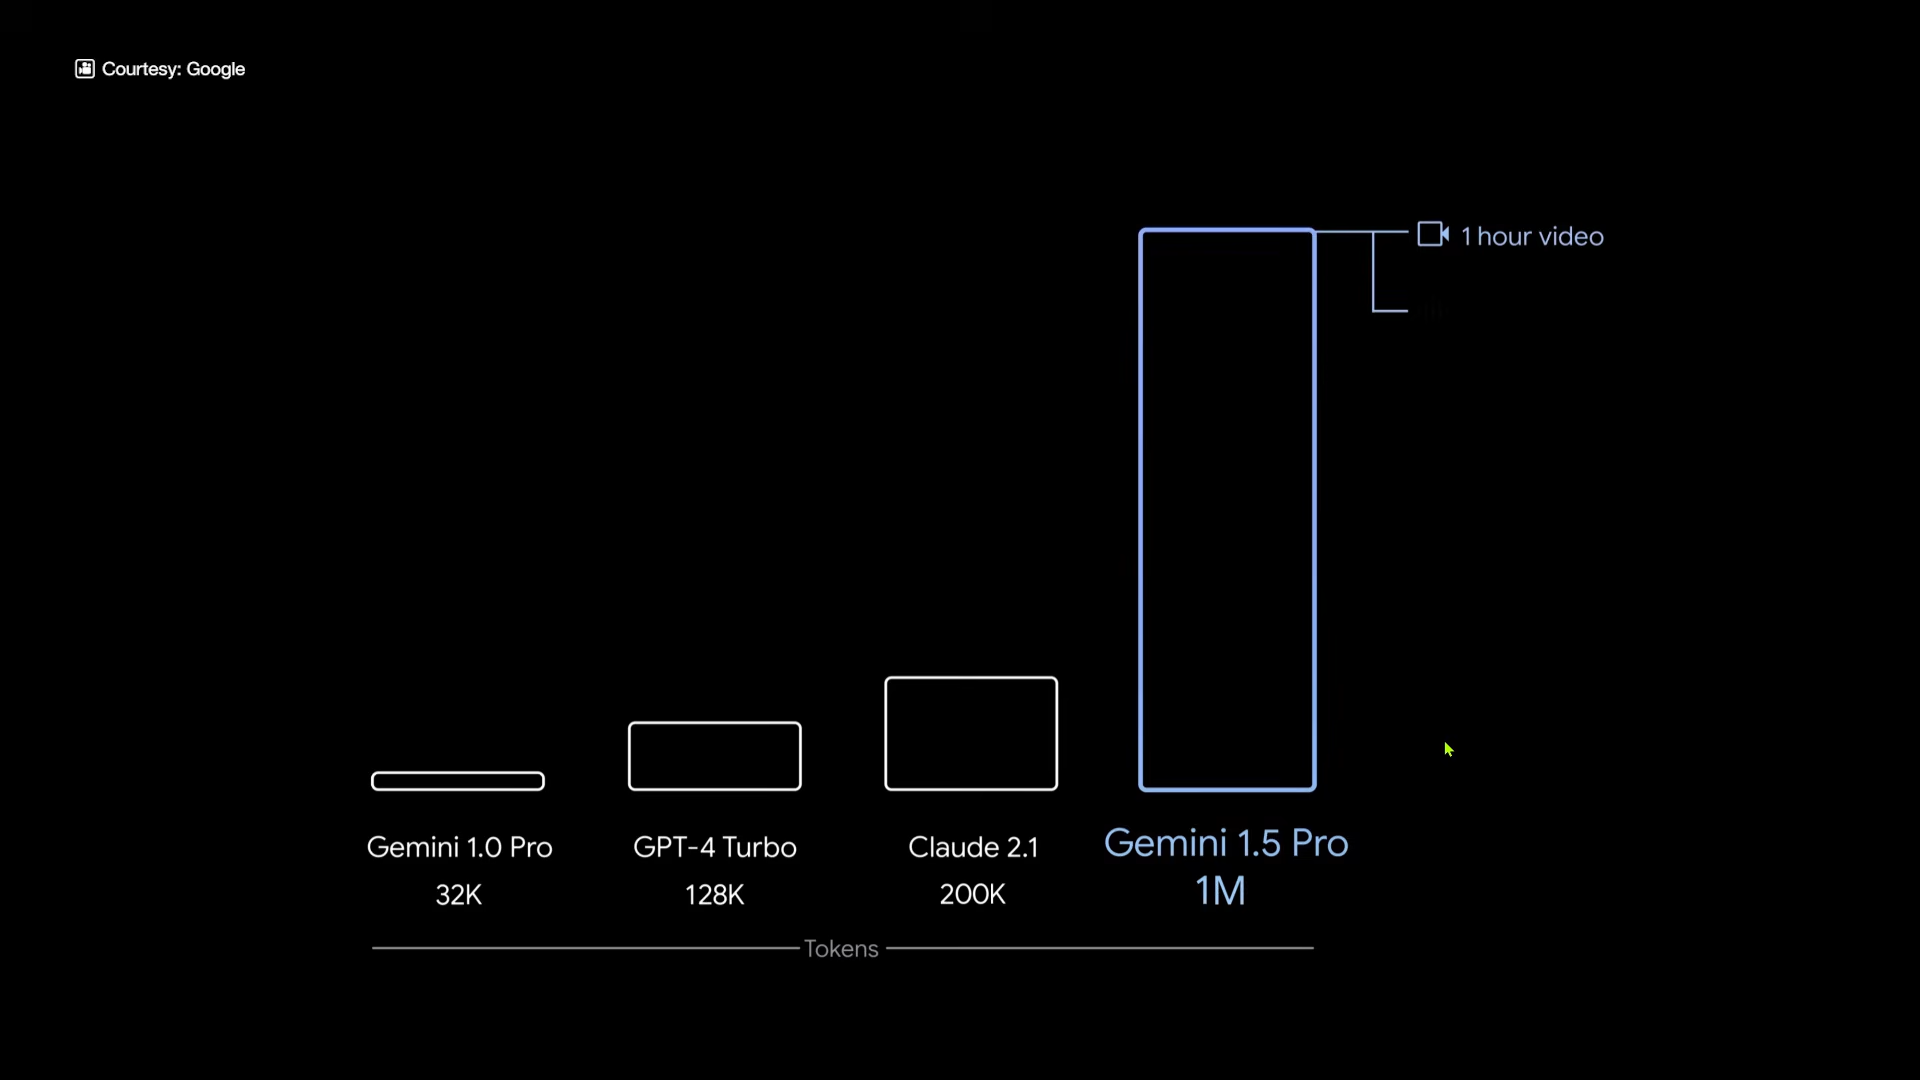 Courtesy: Google
1 hour video
Gemini 1.0 Pro
32K
GPT-4 Turbo
128K
Claude 2.1
200K
Gemini 1.5 Pro
1M
Tokens